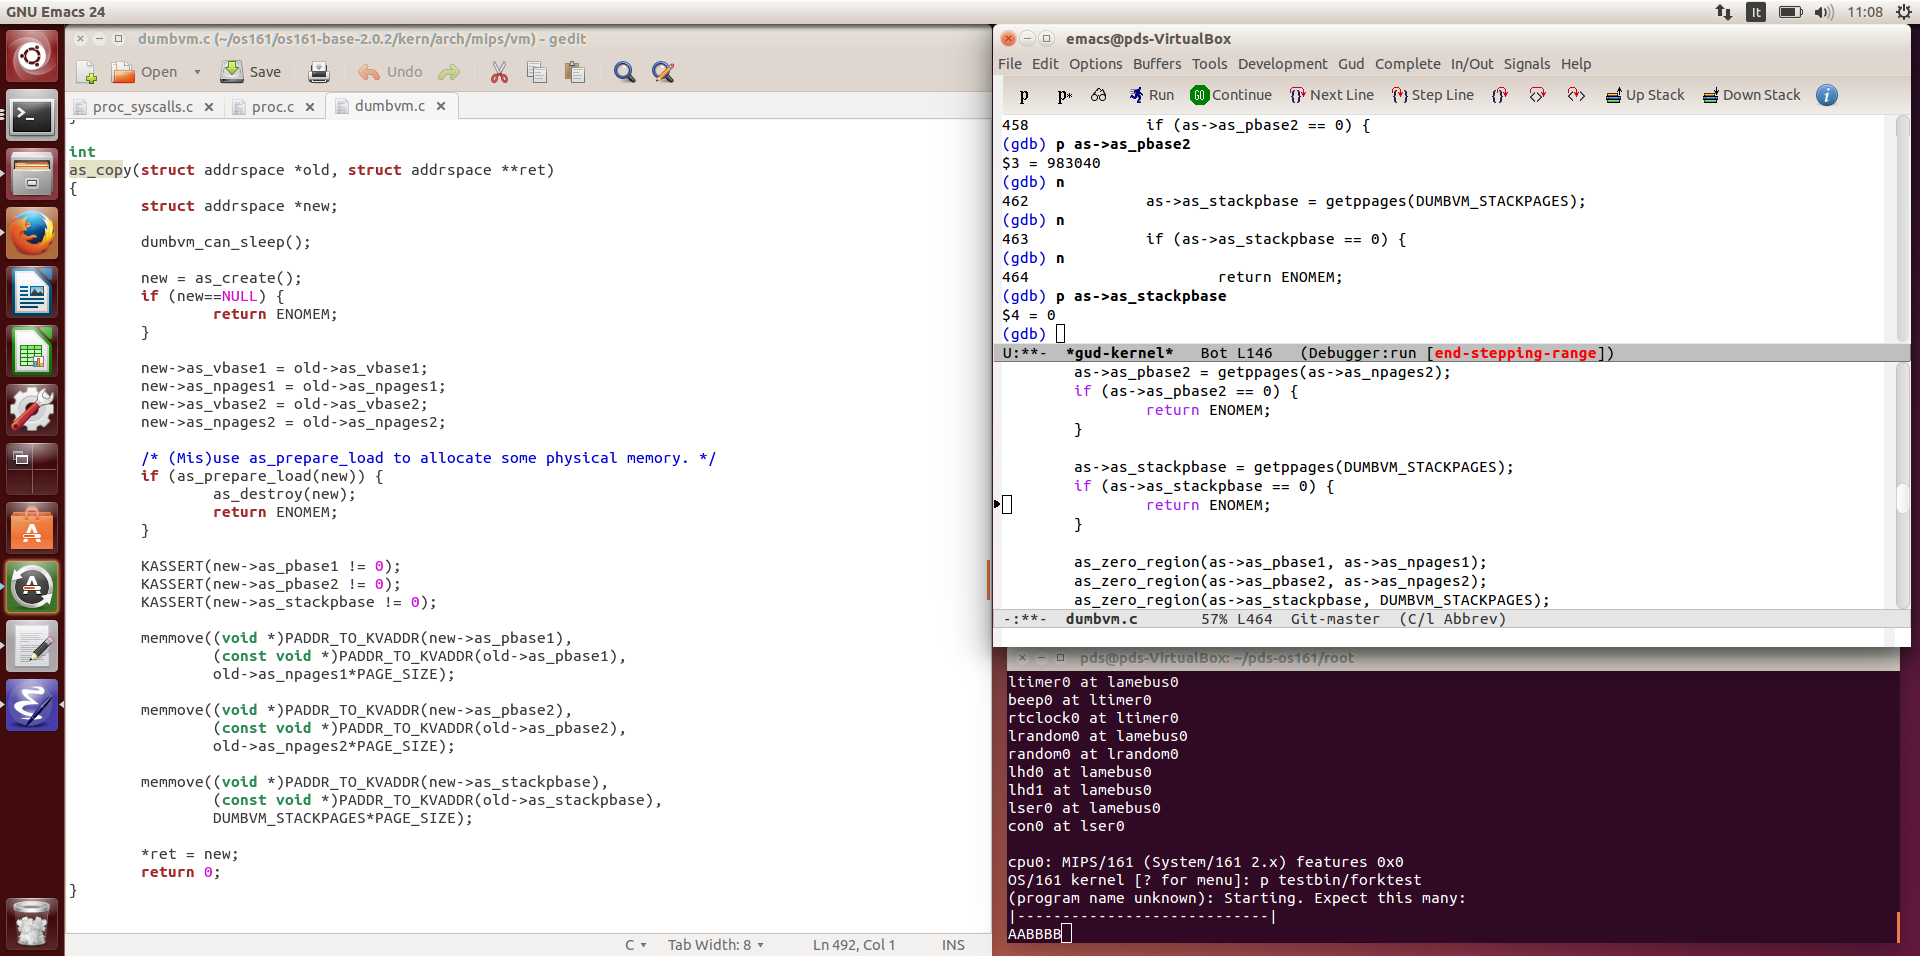 GNU Emacs 24
It
11:08
dumbvm.c (~/os161/os161-base-2.0.2/kern/arch/mips/vm) - gedit
Open Save Undo
proc_syscalls.c × proc.c × dumbvm.c ×
}
int
as_copy(struct addrspace *old, struct addrspace **ret)
{
struct addrspace *new;
dumbvm_can_sleep();
new = as_create();
if (new==NULL) {
return ENOMEM;
}
new->as_vbase1 = old->as_vbase1;
new->as_npages1 = old->as_npages1;
new->as_vbase2 = old->as_vbase2;
new->as_npages2 = old->as_npages2;
/* (Mis)use as_prepare_load to allocate some physical memory. */
if (as_prepare_load(new)) {
as_destroy(new);
return ENOMEM;
}
KASSERT(new->as_pbase1 != 0);
KASSERT(new->as_pbase2 != 0);
KASSERT(new->as_stackpbase != 0);
memmove((void *)PADDR_TO_KVADDR(new->as_pbase1),
(const void *)PADDR_TO_KVADDR(old->as_pbase1),
old->as_npages1*PAGE_SIZE);
memmove((void *)PADDR_TO_KVADDR(new->as_pbase2),
(const void *)PADDR_TO_KVADDR(old->as_pbase2),
old->as_npages2*PAGE_SIZE);
memmove((void *)PADDR_TO_KVADDR(new->as_stackpbase),
(const void *)PADDR_TO_KVADDR(old->as_stackpbase),
DUMBVM_STACKPAGES*PAGE_SIZE);
*ret = new;
return 0;
}
C Tab Width: 8 Ln 492, Col 1 INS
emacs@pds-VirtualBox
File Edit Options Buffers Tools Development Gud Complete In/Out Signals Help
p p* Run GO Continue Next Line Step Line Up Stack Down Stack i
458 if (as->as_pbase2 == 0) {
(gdb) p as->as_pbase2
$3 = 983040
(gdb) n
462 as->as_stackpbase = getppages(DUMBVM_STACKPAGES);
(gdb) n
463 if (as->as_stackpbase == 0) {
(gdb) n
464 return ENOMEM;
(gdb) p as->as_stackpbase
$4 = 0
(gdb)
U:**- *gud-kernel* Bot L146 (Debugger:run [end-stepping-range])
as->as_pbase2 = getppages(as->as_npages2);
if (as->as_pbase2 == 0) {
return ENOMEM;
}
as->as_stackpbase = getppages(DUMBVM_STACKPAGES);
if (as->as_stackpbase == 0) {
return ENOMEM;
}
as_zero_region(as->as_pbase1, as->as_npages1);
as_zero_region(as->as_pbase2, as->as_npages2);
as_zero_region(as->as_stackpbase, DUMBVM_STACKPAGES);
-:**- dumbvm.c 57% L464 Git-master (C/l Abbrev)
pds@pds-VirtualBox: ~/pds-os161/root
ltimer0 at lamebus0
beep0 at ltimer0
rtclock0 at ltimer0
lrandom0 at lamebus0
random0 at lrandom0
lhd0 at lamebus0
lhd1 at lamebus0
lser0 at lamebus0
con0 at lser0
cpu0: MIPS/161 (System/161 2.x) features 0x0
OS/161 kernel [? for menu]: p testbin/forktest
(program name unknown): Starting. Expect this many:
|----------------------------|
AABBBB